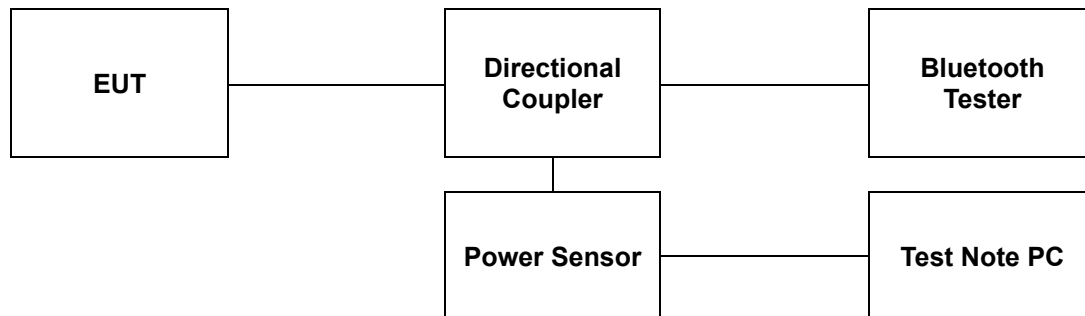 EUT
Directional
Coupler
Bluetooth
Tester
Power Sensor
Test Note PC